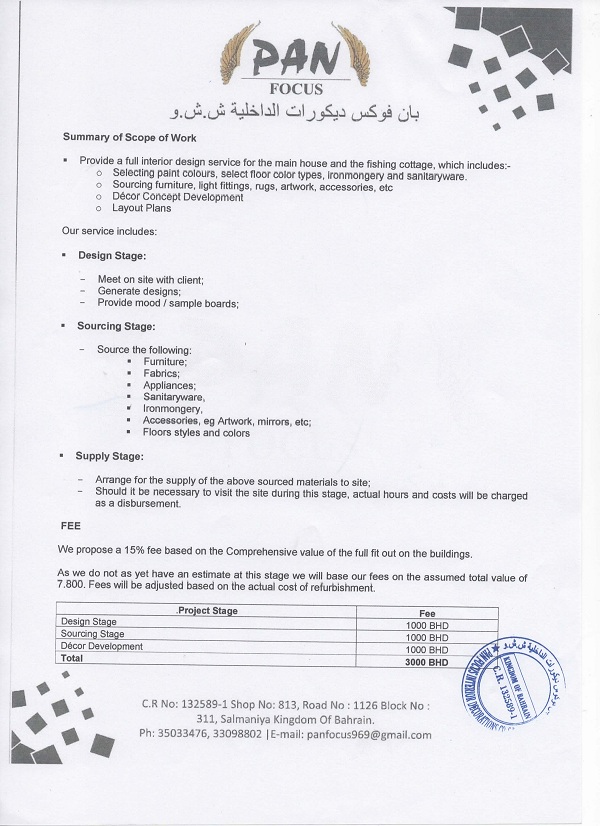 PAN
FOCUS
بان فوكس ديكورات الداخلية ش.ش.و
Summary of Scope of Work
▪ Provide a full interior design service for the main house and the fishing cottage, which includes:-
o Selecting paint colours, select floor color types, ironmongery and sanitaryware.
o Sourcing furniture, light fittings, rugs, artwork, accessories, etc
o Décor Concept Development
o Layout Plans
Our service includes:
▪ Design Stage:
– Meet on site with client;
– Generate designs;
– Provide mood / sample boards;
▪ Sourcing Stage:
– Source the following:
▪ Furniture;
▪ Fabrics;
▪ Appliances;
▪ Sanitaryware,
▪ Ironmongery,
▪ Accessories, eg Artwork, mirrors, etc;
▪ Floors styles and colors
▪ Supply Stage:
– Arrange for the supply of the above sourced materials to site;
– Should it be necessary to visit the site during this stage, actual hours and costs will be charged
as a disbursement.
FEE
We propose a 15% fee based on the Comprehensive value of the full fit out on the buildings.
As we do not as yet have an estimate at this stage we will base our fees on the assumed total value of
7.800. Fees will be adjusted based on the actual cost of refurbishment.
.Project Stage Fee
Design Stage 1000 BHD
Sourcing Stage 1000 BHD
Décor Development 1000 BHD
Total 3000 BHD
KINGDOM OF BAHRAIN
C.R. 132589-1
C.R No: 132589-1 Shop No: 813, Road No : 1126 Block No :
311, Salmaniya Kingdom Of Bahrain.
Ph: 35033476, 33098802 |E-mail: panfocus969@gmail.com